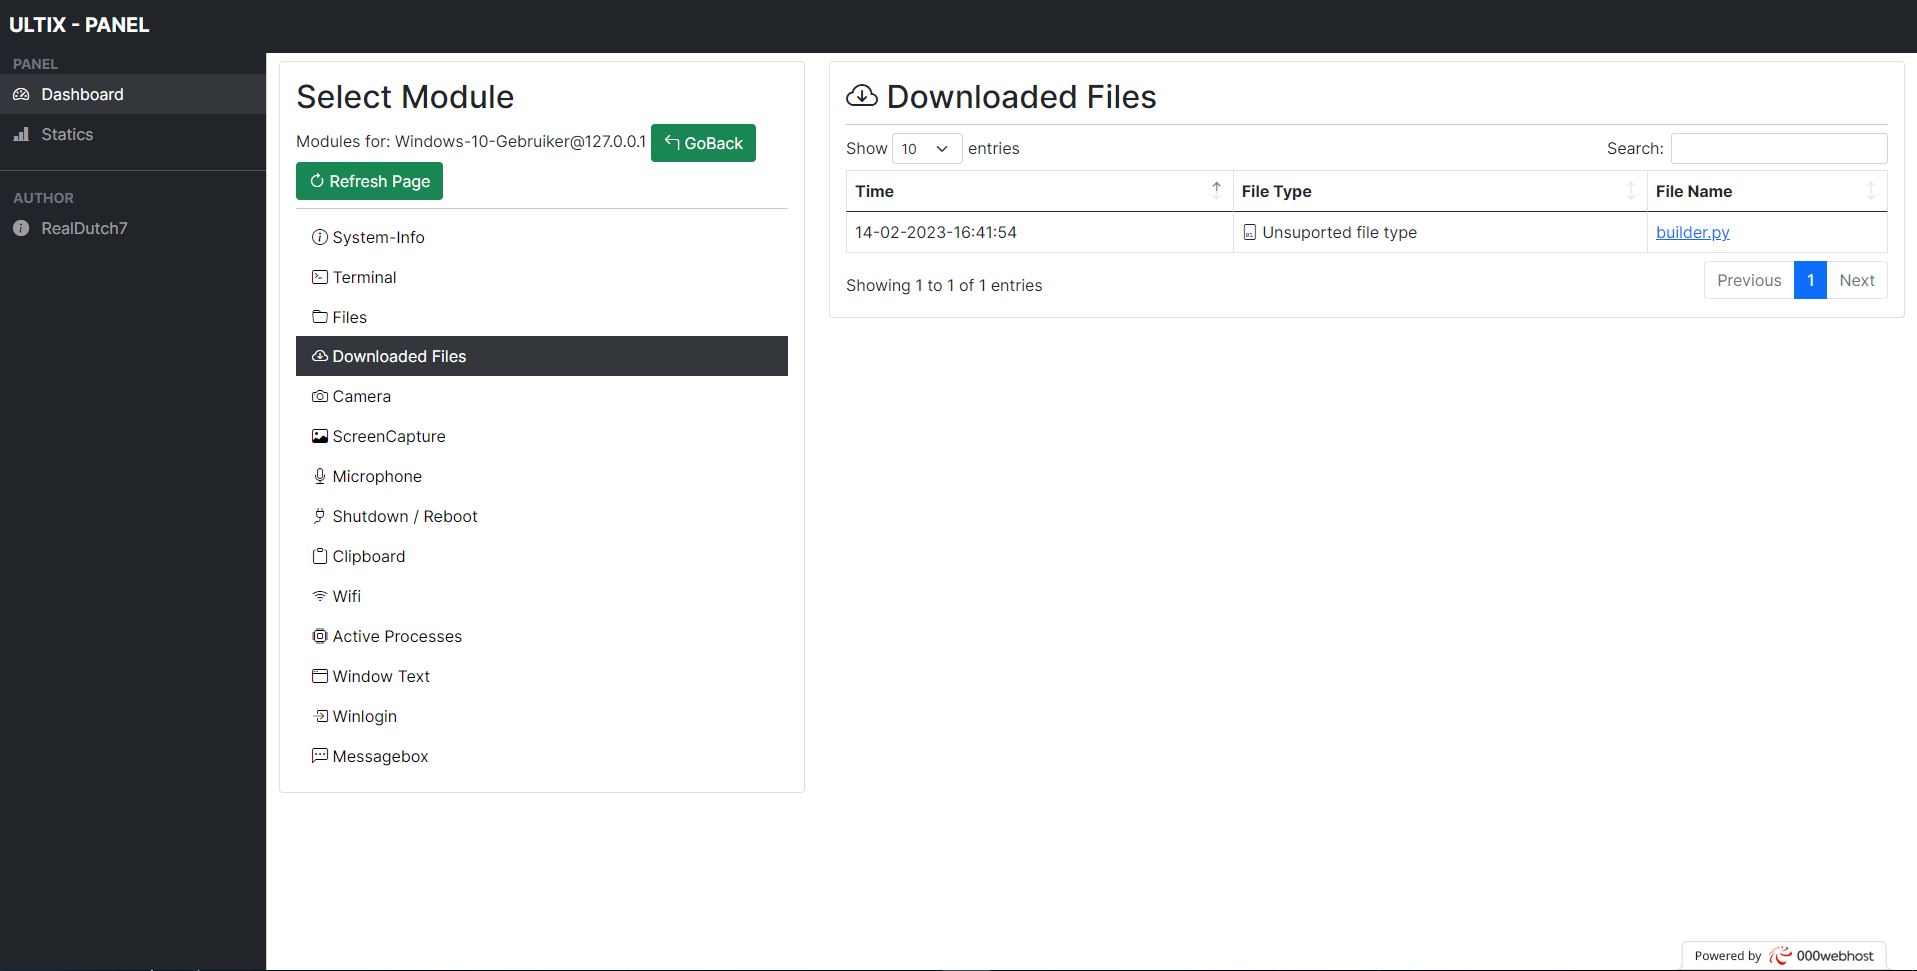 ULTIX - PANEL
PANEL
Dashboard
Statics
AUTHOR
RealDutch7
Select Module
Modules for: Windows-10-Gebruiker@127.0.0.1 GoBack
Refresh Page
System-Info
Terminal
Files
Downloaded Files
Camera
ScreenCapture
Microphone
Shutdown / Reboot
Clipboard
Wifi
Active Processes
Window Text
Winlogin
Messagebox
Downloaded Files
Show 10 entries Search:
Time File Type File Name
14-02-2023-16:41:54 Unsuported file type builder.py
Showing 1 to 1 of 1 entries Previous 1 Next
Powered by 000webhost